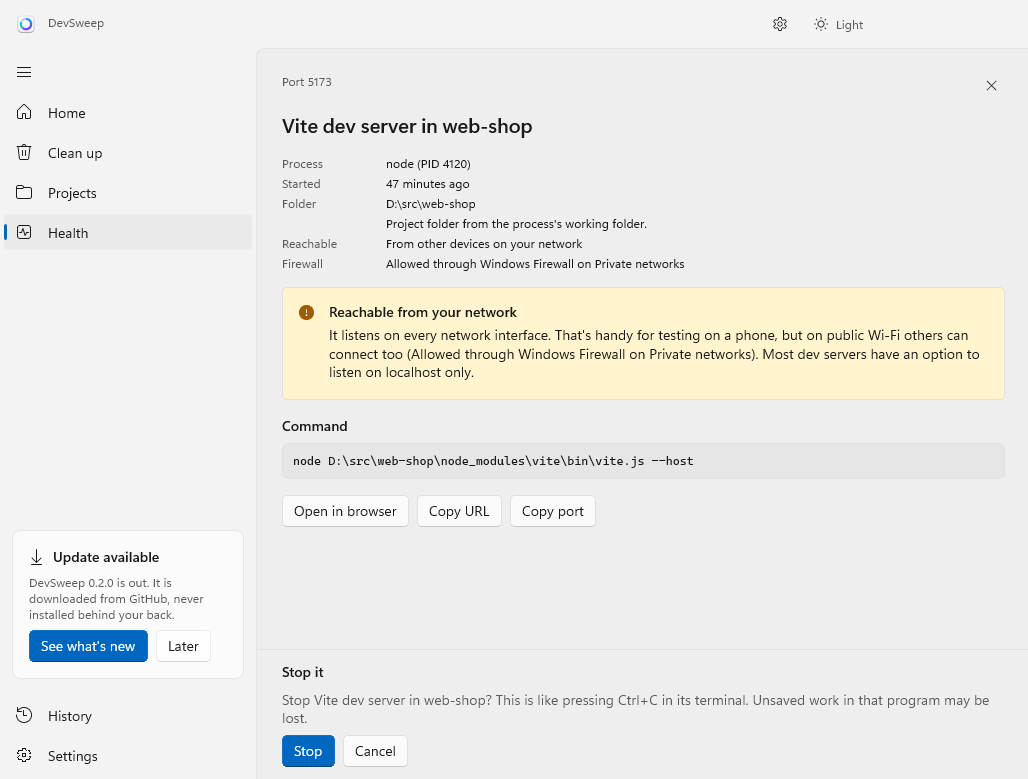 DevSweep
Light
Home
Clean up
Projects
Health
Update available
DevSweep 0.2.0 is out. It is
downloaded from GitHub, never
installed behind your back.
See what's new
Later
History
Settings
Port 5173
Vite dev server in web-shop
Process node (PID 4120)
Started 47 minutes ago
Folder D:\src\web-shop
Project folder from the process's working folder.
Reachable From other devices on your network
Firewall Allowed through Windows Firewall on Private networks
Reachable from your network
It listens on every network interface. That's handy for testing on a phone, but on public Wi-Fi others can
connect too (Allowed through Windows Firewall on Private networks). Most dev servers have an option to
listen on localhost only.
Command
node D:\src\web-shop\node_modules\vite\bin\vite.js --host
Open in browser
Copy URL
Copy port
Stop it
Stop Vite dev server in web-shop? This is like pressing Ctrl+C in its terminal. Unsaved work in that program may be
lost.
Stop
Cancel